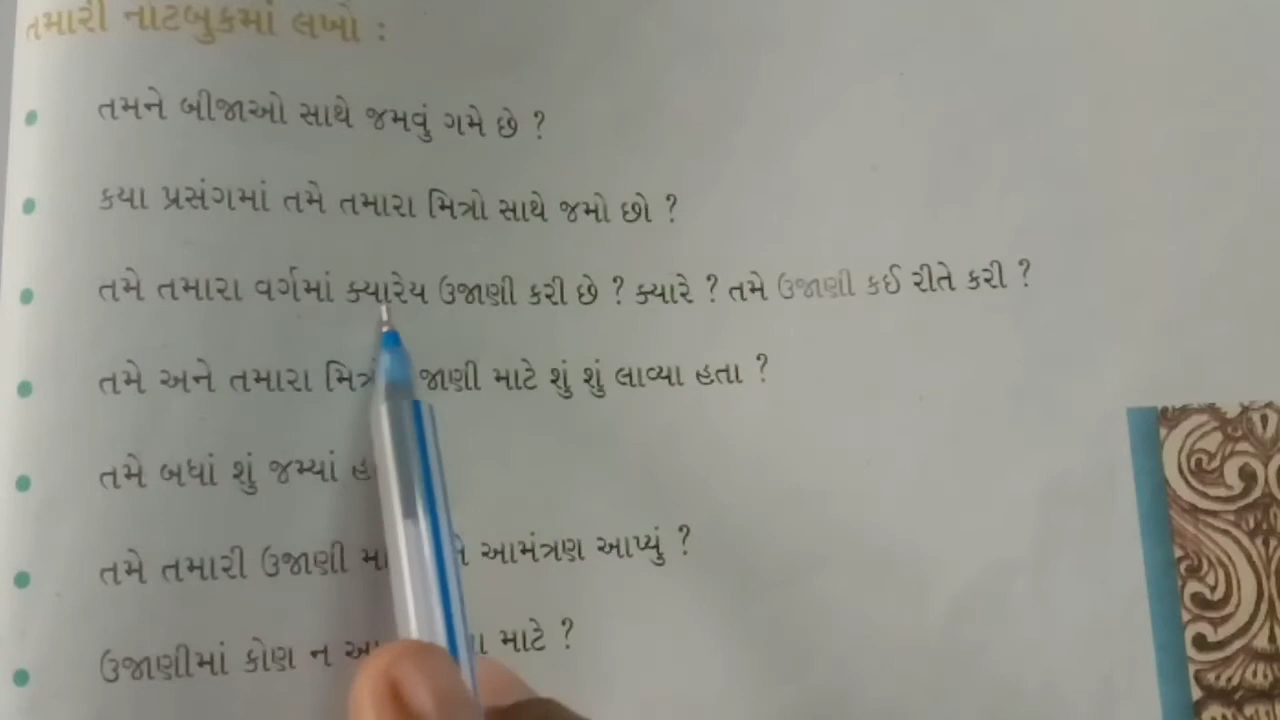 તમારી નોટબુકમાં લખો :
તમને બીજાઓ સાથે જમવું ગમે છે ?
કયા પ્રસંગમાં તમે તમારા મિત્રો સાથે જમો છો ?
તમે તમારા વર્ગમાં ક્યારેય ઉજાણી કરી છે ? ક્યારે ? તમે ઉજાણી કઈ રીતે કરી ?
તમે અને તમારા માટે શું શું લાવ્યા હતા ?
તમે બધાં શું જમ્યાં
તમે તમારી ઉજાણી આમંત્રણ આપ્યું ?
ઉજાણીમાં કોણ ન માટે ?